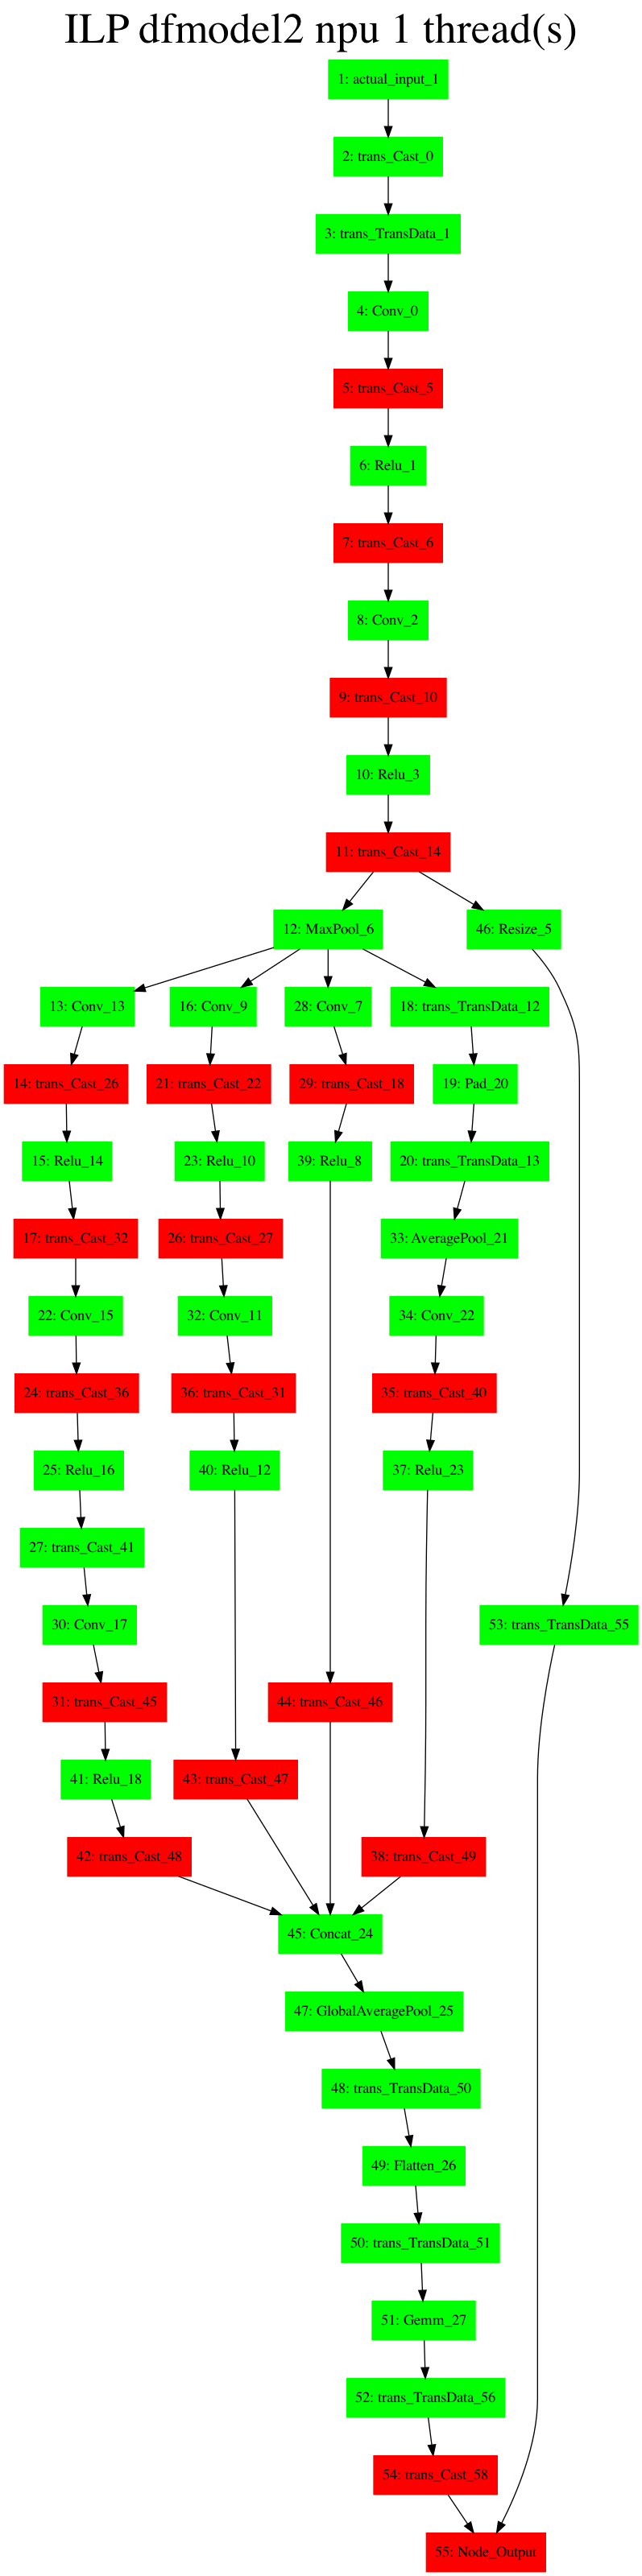 ILP dfmodel2 npu 1 thread(s)
1: actual_input_1
2: trans_Cast_0
3: trans_TransData_1
4: Conv_0
5: trans_Cast_5
6: Relu_1
7: trans_Cast_6
8: Conv_2
9: trans_Cast_10
10: Relu_3
11: trans_Cast_14
12: MaxPool_6
46: Resize_5
13: Conv_13
16: Conv_9
28: Conv_7
18: trans_TransData_12
14: trans_Cast_26
21: trans_Cast_22
29: trans_Cast_18
19: Pad_20
15: Relu_14
23: Relu_10
39: Relu_8
20: trans_TransData_13
17: trans_Cast_32
26: trans_Cast_27
33: AveragePool_21
22: Conv_15
32: Conv_11
34: Conv_22
24: trans_Cast_36
36: trans_Cast_31
35: trans_Cast_40
25: Relu_16
40: Relu_12
37: Relu_23
27: trans_Cast_41
30: Conv_17
53: trans_TransData_55
31: trans_Cast_45
44: trans_Cast_46
41: Relu_18
43: trans_Cast_47
42: trans_Cast_48
38: trans_Cast_49
45: Concat_24
47: GlobalAveragePool_25
48: trans_TransData_50
49: Flatten_26
50: trans_TransData_51
51: Gemm_27
52: trans_TransData_56
54: trans_Cast_58
55: Node_Output